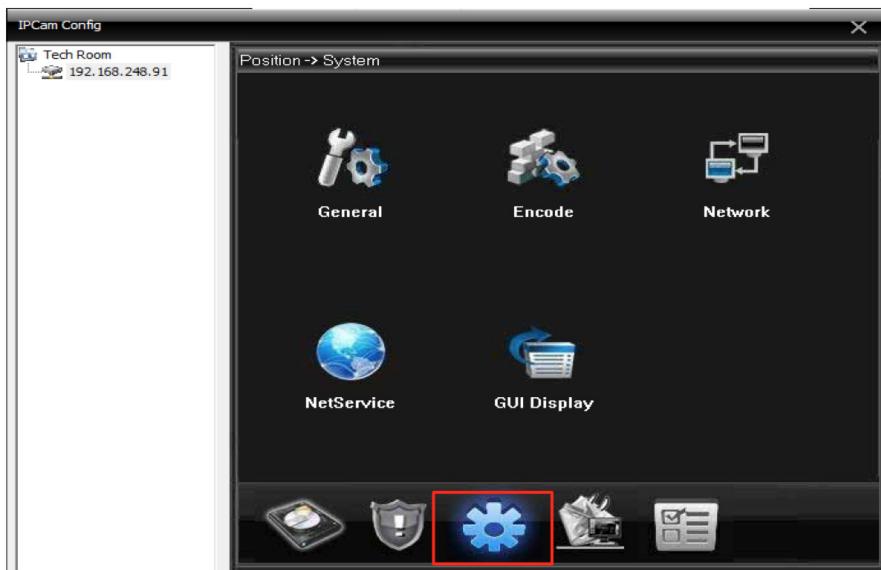 IPCam Config
Tech Room
192.168.248.91
Position -> System
General
Encode
Network
NetService
GUI Display